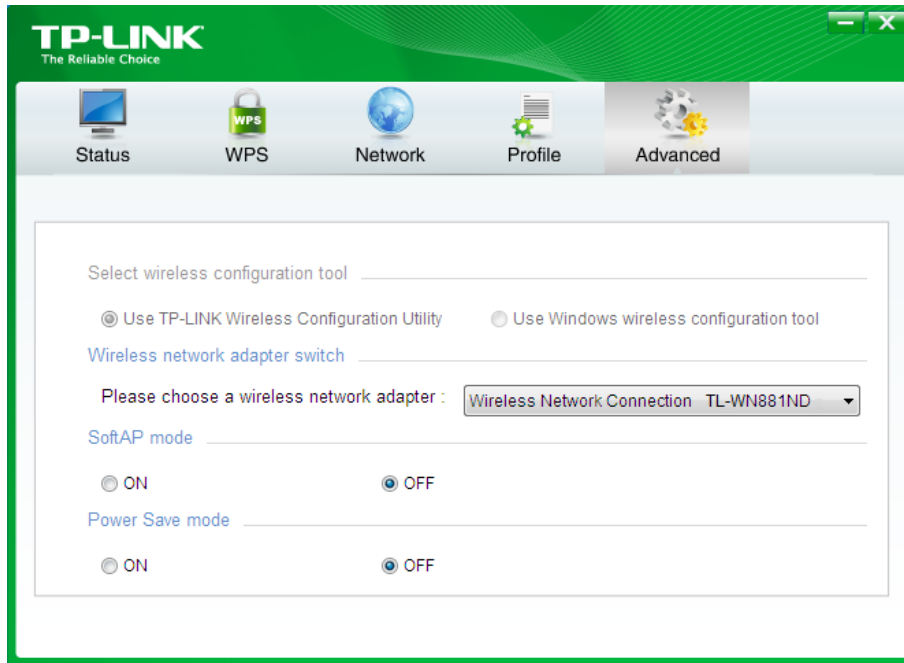 TP-LINK
The Reliable Choice
Status WPS Network Profile Advanced
WPS
Select wireless configuration tool
Use TP-LINK Wireless Configuration Utility Use Windows wireless configuration tool
Wireless network adapter switch
Please choose a wireless network adapter : Wireless Network Connection TL-WN881ND
SoftAP mode
ON OFF
Power Save mode
ON OFF